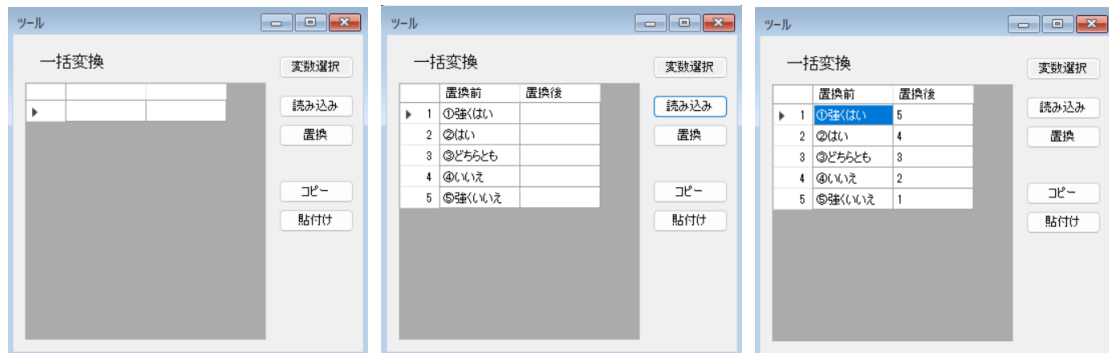 ツール
一括変換
変数選択
読み込み
置換
コピー
貼付け
ツール
一括変換
変数選択
置換前 置換後
読み込み
1 ①強くはい
2 ②はい
置換
3 ③どちらとも
4 ④いいえ
コピー
5 ⑤強くいいえ
貼付け
ツール
一括変換
変数選択
置換前 置換後
読み込み
1 ①強くはい 5
2 ②はい 4
置換
3 ③どちらとも 3
4 ④いいえ 2
コピー
5 ⑤強くいいえ 1
貼付け